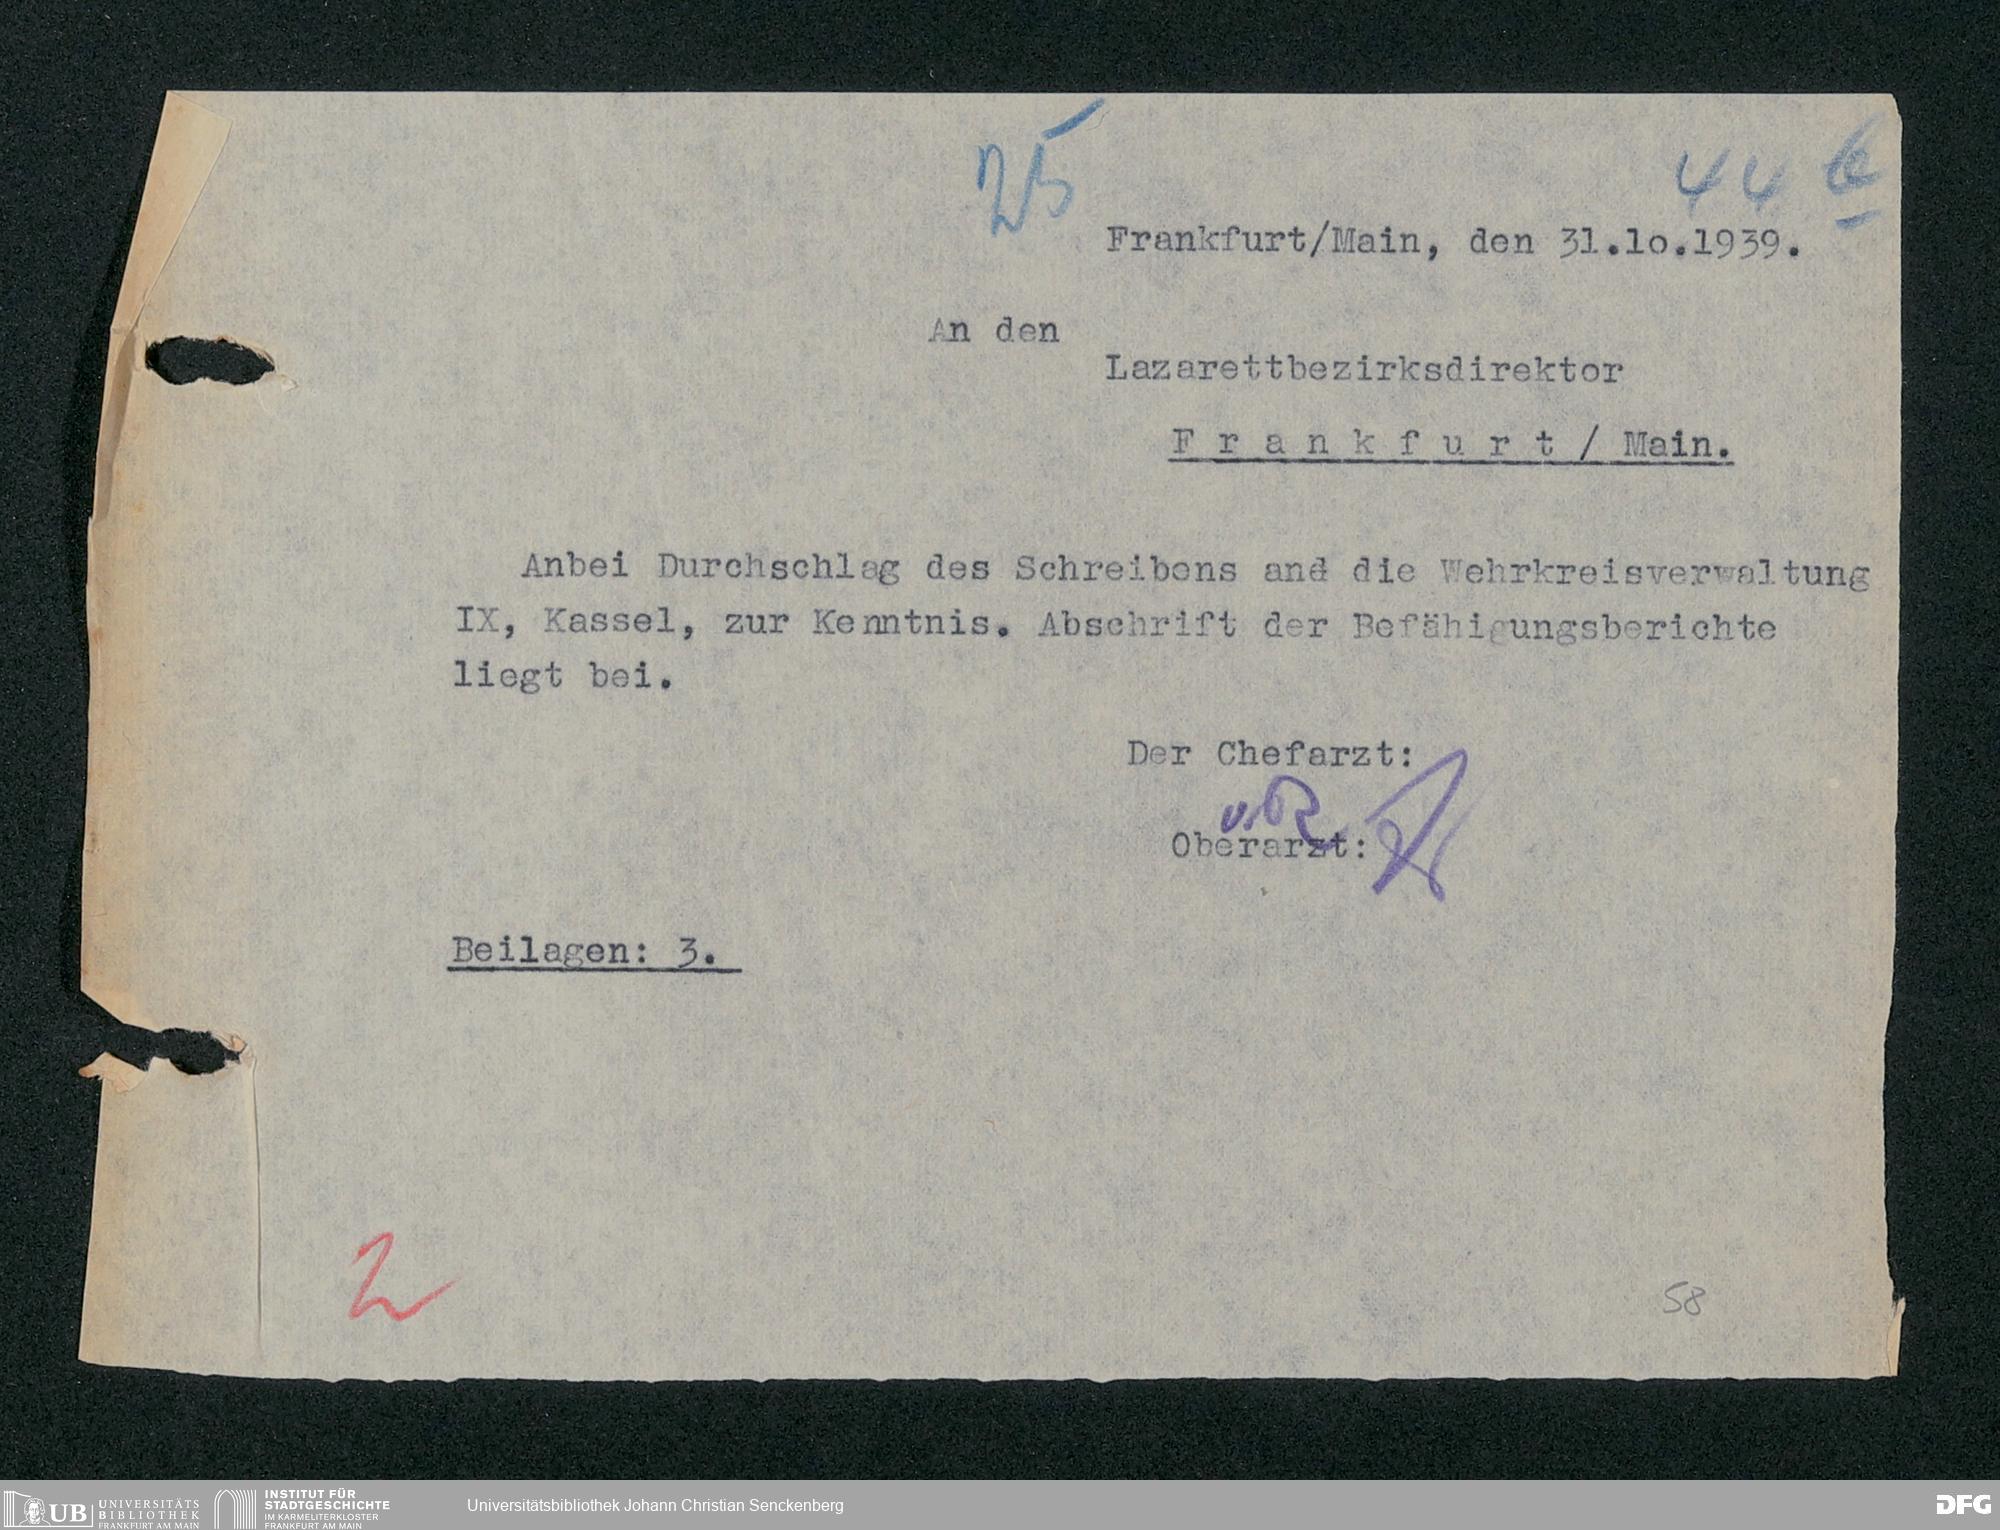 25
44 b
Frankfurt/Main, den 31.lo.1939.
An den
Lazarettbezirksdirektor
F r a n k f u r t / Main.
Anbei Durchschlag des Schreibens and die Wehrkreisverwaltung
IX, Kassel, zur Kenntnis. Abschrift der Befähigungsberichte
liegt bei.
Der Chefarzt:
Oberarzt:
Beilagen: 3.
2
58
UB UNIVERSITÄTS
BIBLIOTHEK
FRANKFURT AM MAIN
INSTITUT FÜR
STADTGESCHICHTE
IM KARMELITERKLOSTER
FRANKFURT AM MAIN
Universitätsbibliothek Johann Christian Senckenberg
DFG